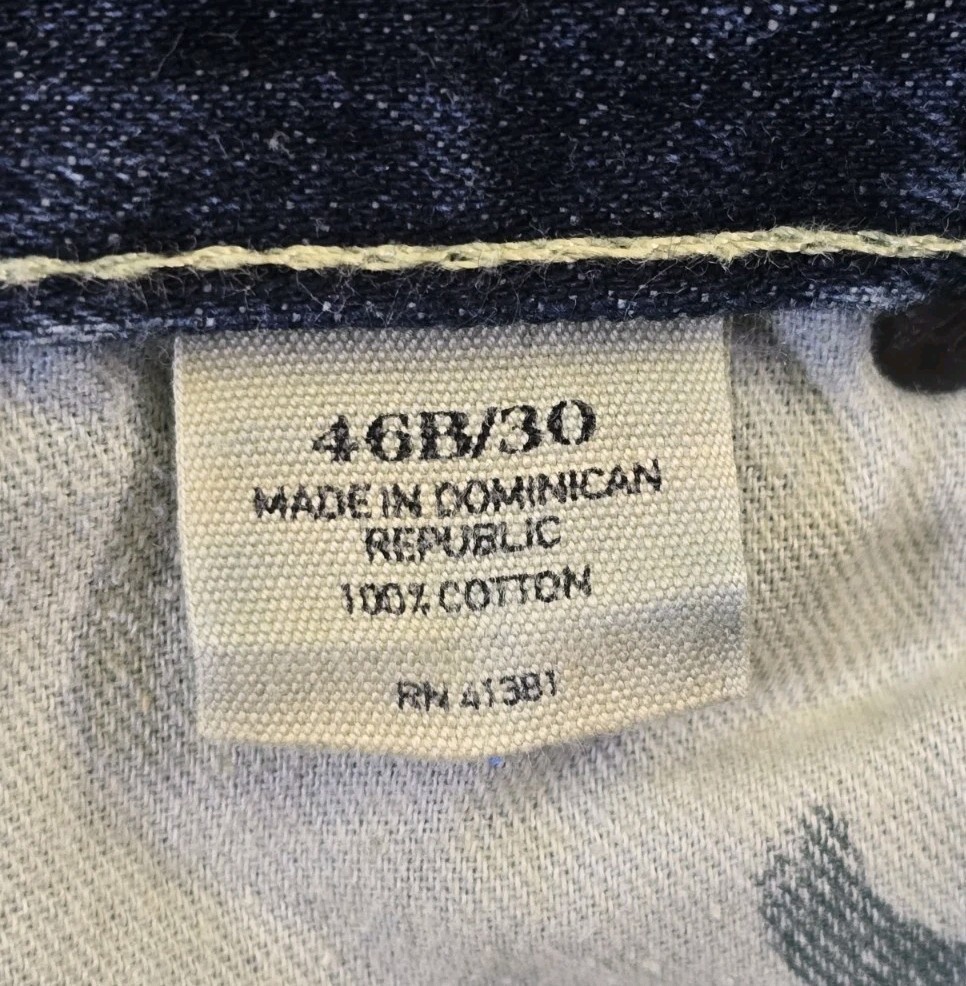 46B/30
MADE IN DOMINICAN
REPUBLIC
100% COTTON
RN 41381